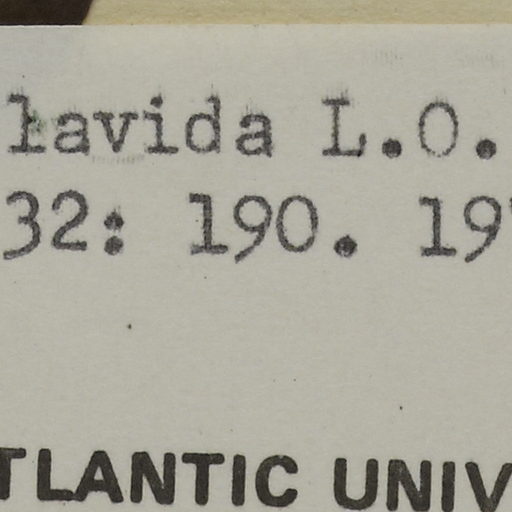 lavida L.O.
32: 190. 19
TLANTIC UNIV